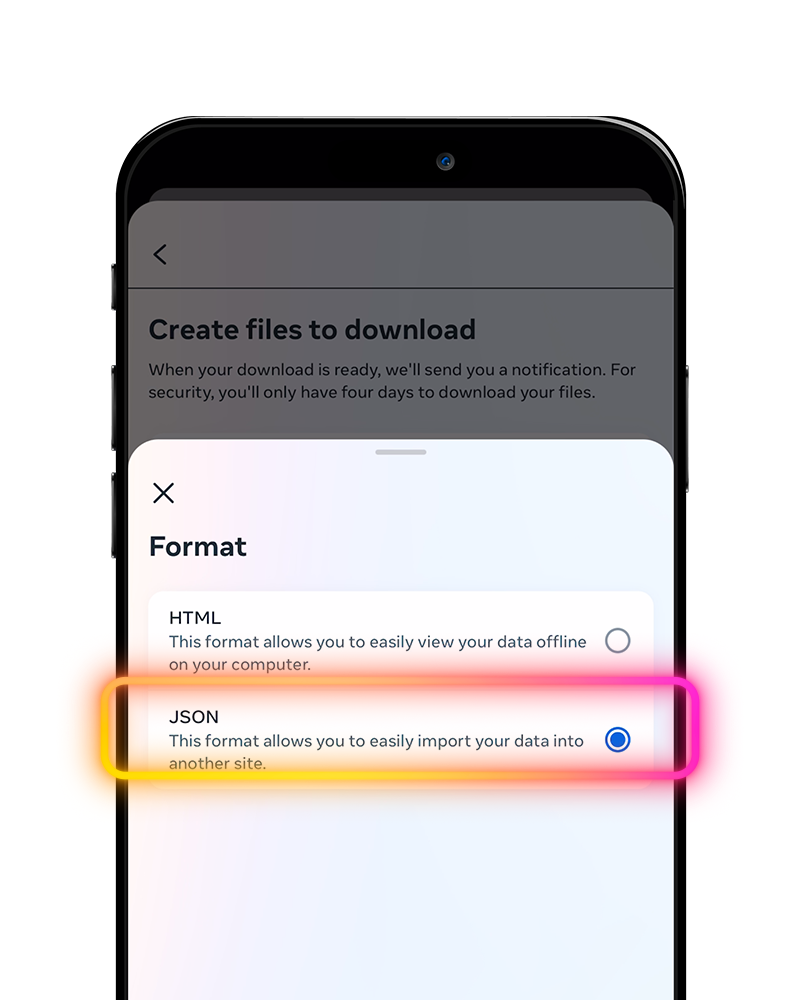 Create files to download
When your download is ready, we'll send you a notification. For
security, you'll only have four days to download your files.
Format
HTML
This format allows you to easily view your data offline
on your computer.
JSON
This format allows you to easily import your data into
another site.